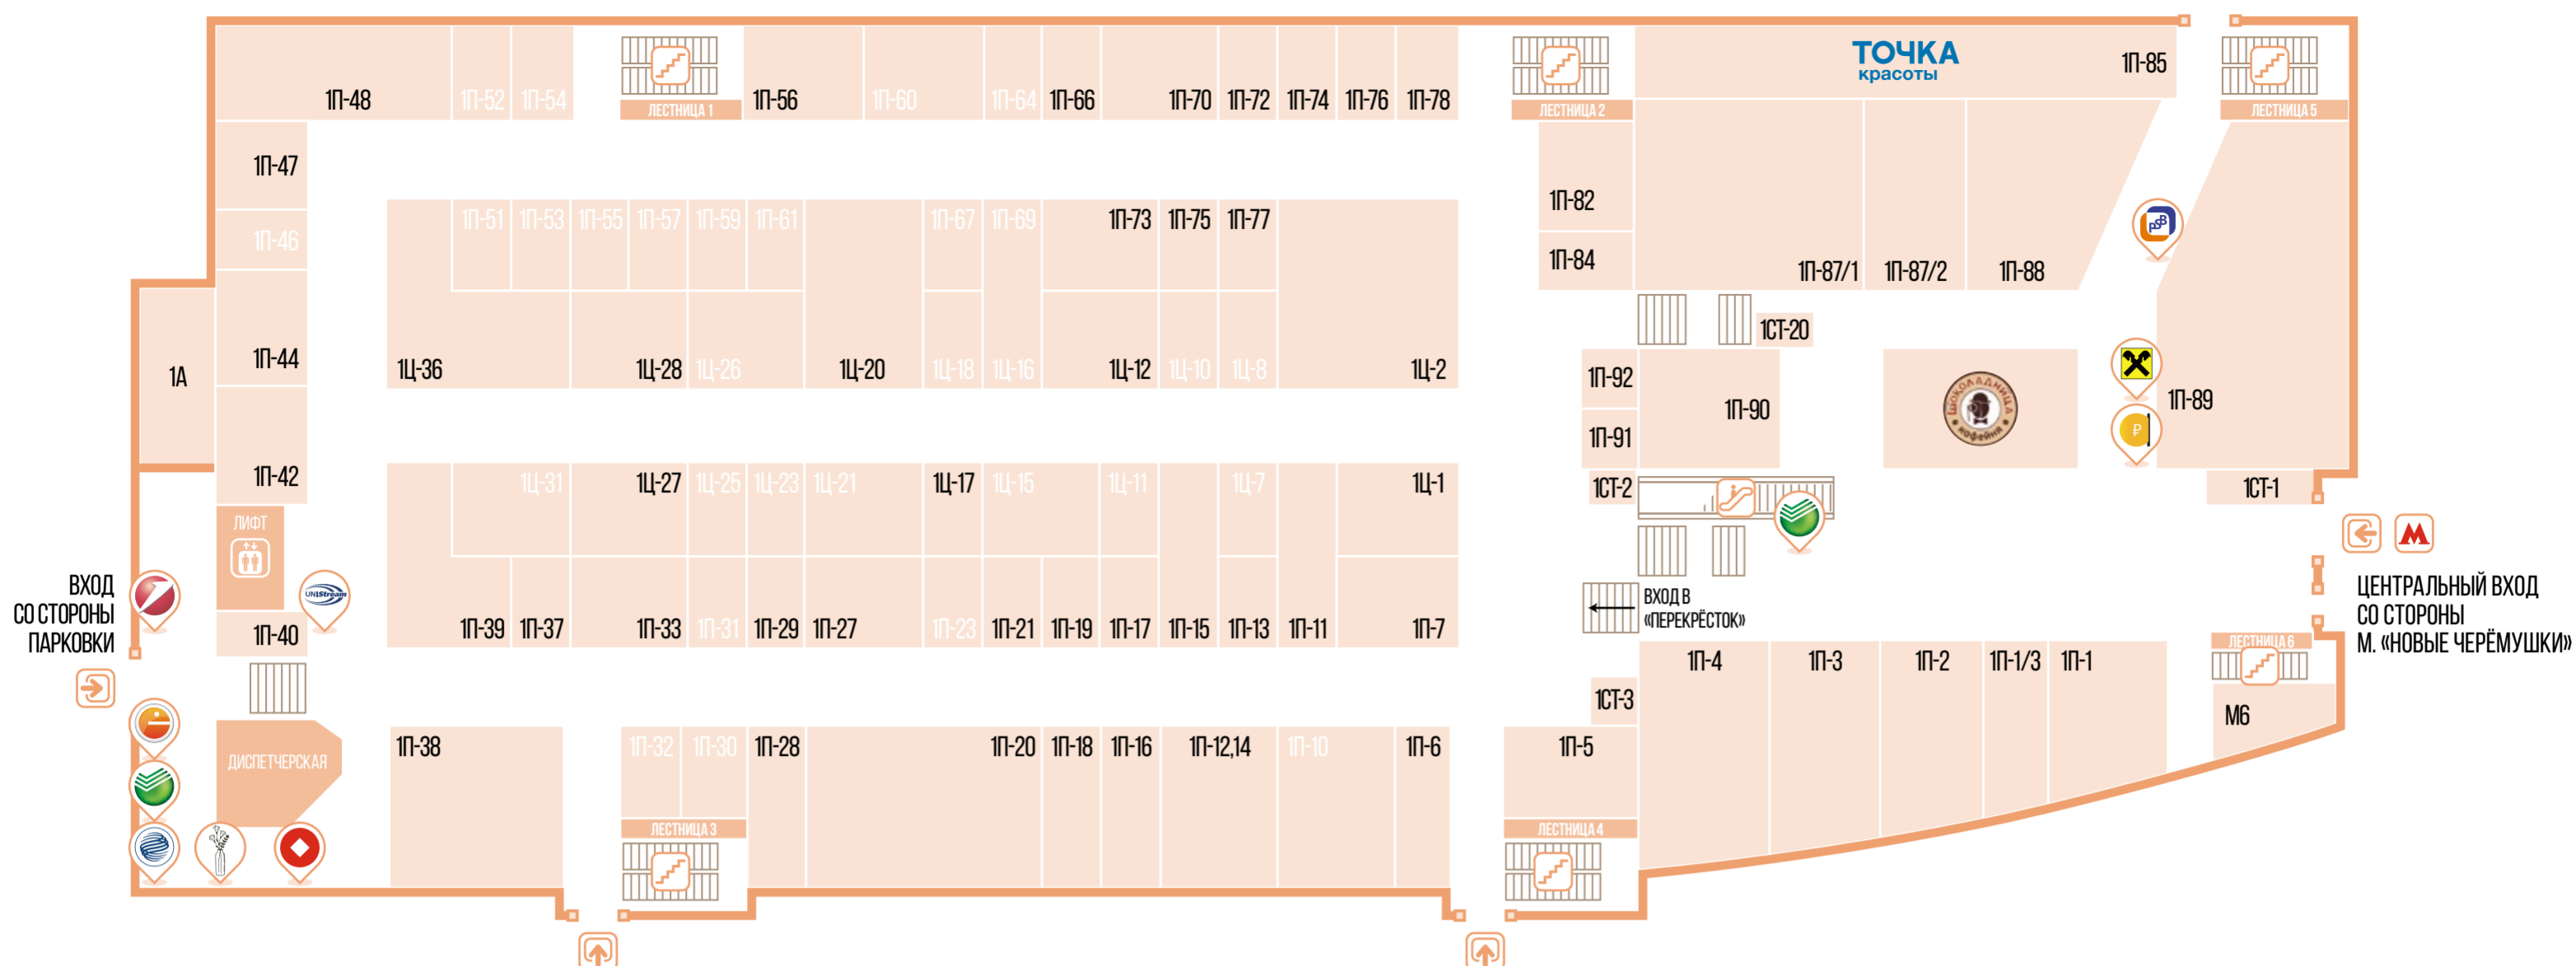 ТОЧКА
красоты
1П-85
1П-48
1П-52
1П-54
ЛЕСТНИЦА 1
1П-56
1П-60
1П-64
1П-66
1П-70
1П-72
1П-74
1П-76
1П-78
ЛЕСТНИЦА 2
ЛЕСТНИЦА 5
1П-47
1П-46
1П-44
1П-42
1А
1П-51
1П-53
1П-55
1П-57
1П-59
1П-61
1П-67
1П-69
1П-73
1П-75
1П-77
1П-82
1П-84
1П-87/1
1П-87/2
1П-88
PSB
1Ц-36
1Ц-28
1Ц-26
1Ц-20
1Ц-18
1Ц-16
1Ц-12
1Ц-10
1Ц-8
1Ц-2
1СТ-20
1П-92
1П-91
1П-90
ШОКОЛАДНИЦА
кофейня
₽
1П-89
1СТ-1
1СТ-2
1Ц-31
1Ц-27
1Ц-25
1Ц-23
1Ц-21
1Ц-17
1Ц-15
1Ц-11
1Ц-7
1Ц-1
ЛИФТ
UNIStream
1П-40
ВХОД
СО СТОРОНЫ
ПАРКОВКИ
1П-39
1П-37
1П-33
1П-31
1П-29
1П-27
1П-23
1П-21
1П-19
1П-17
1П-15
1П-13
1П-11
1П-7
ВХОД В
«ПЕРЕКРЁСТОК»
М
ЦЕНТРАЛЬНЫЙ ВХОД
СО СТОРОНЫ
М. «НОВЫЕ ЧЕРЁМУШКИ»
ЛЕСТНИЦА 6
М6
1П-4
1П-3
1П-2
1П-1/3
1П-1
1СТ-3
1П-5
ЛЕСТНИЦА 4
ДИСПЕТЧЕРСКАЯ
1П-38
1П-32
1П-30
1П-28
1П-20
1П-18
1П-16
1П-12,14
1П-10
1П-6
ЛЕСТНИЦА 3